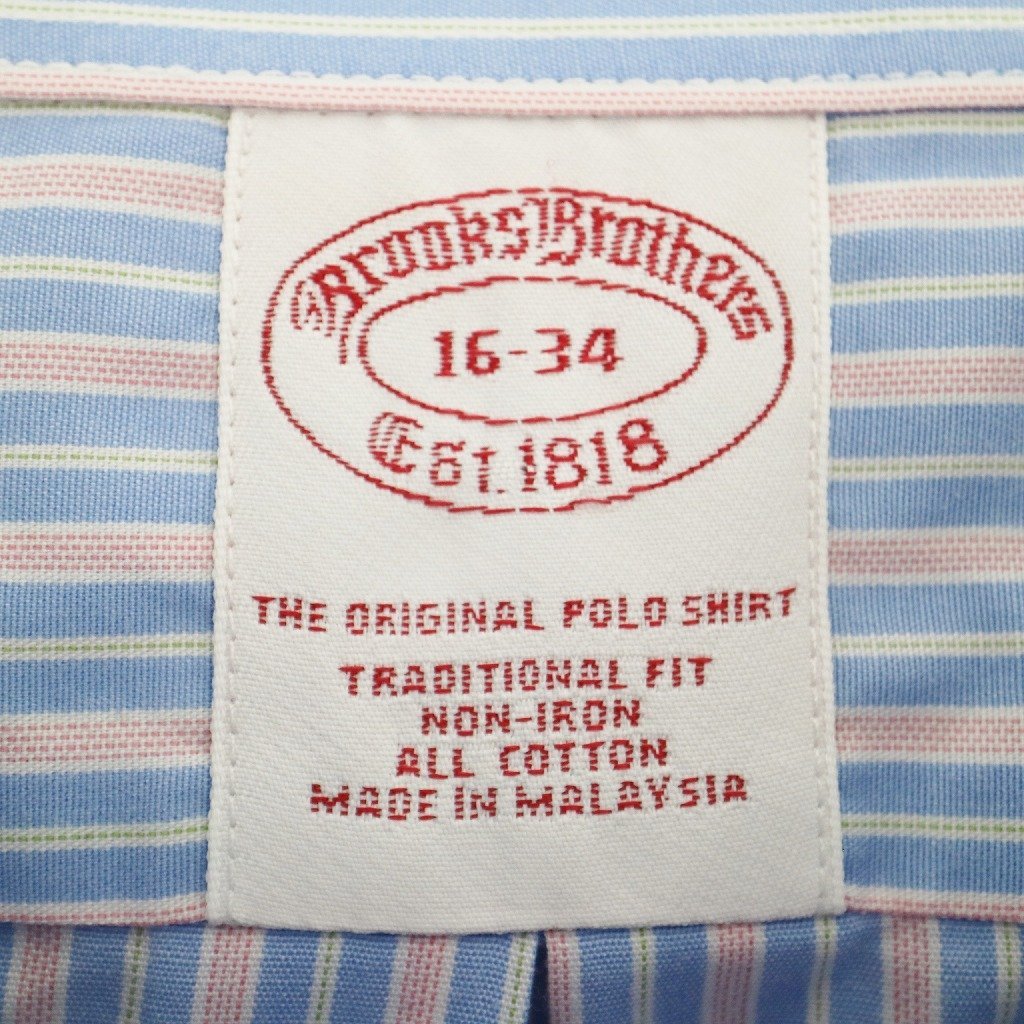 Brooks Brothers
16-34
Est. 1818
THE ORIGINAL POLO SHIRT
TRADITIONAL FIT
NON-IRON
ALL COTTON
MADE IN MALAYSIA